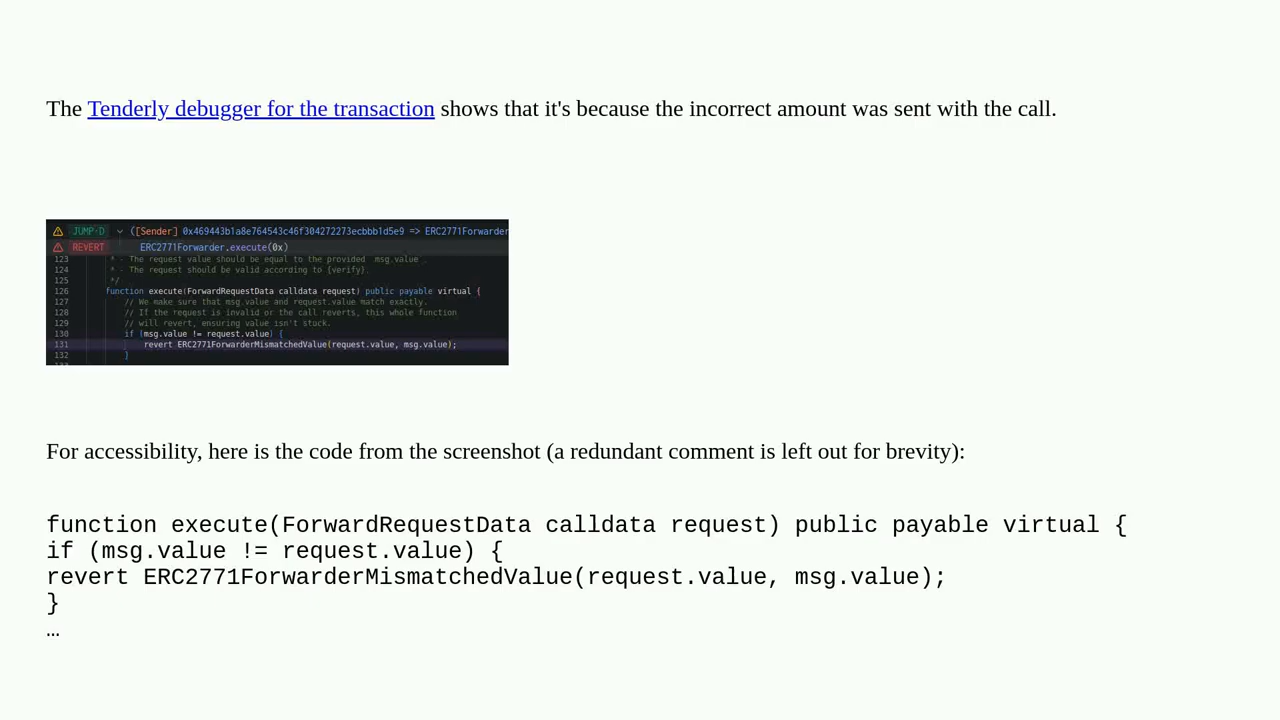 The Tenderly debugger for the transaction shows that it's because the incorrect amount was sent with the call.
JUMP-D ([Sender] 0x469443b1a8e764543c46f304272273ecbbb1d5e9 => ERC2771Forwarder
REVERT ERC2771Forwarder.execute(0x)
123 * - The request value should be equal to the provided `msg.value`.
124 * - The request should be valid according to {verify}.
125 */
126 function execute(ForwardRequestData calldata request) public payable virtual {
127 // We make sure that msg.value and request.value match exactly.
128 // If the request is invalid or the call reverts, this whole function
129 // will revert, ensuring value isn't stuck.
130 if (msg.value != request.value) {
131 revert ERC2771ForwarderMismatchedValue(request.value, msg.value);
132 }
For accessibility, here is the code from the screenshot (a redundant comment is left out for brevity):
function execute(ForwardRequestData calldata request) public payable virtual {
if (msg.value != request.value) {
revert ERC2771ForwarderMismatchedValue(request.value, msg.value);
}
…